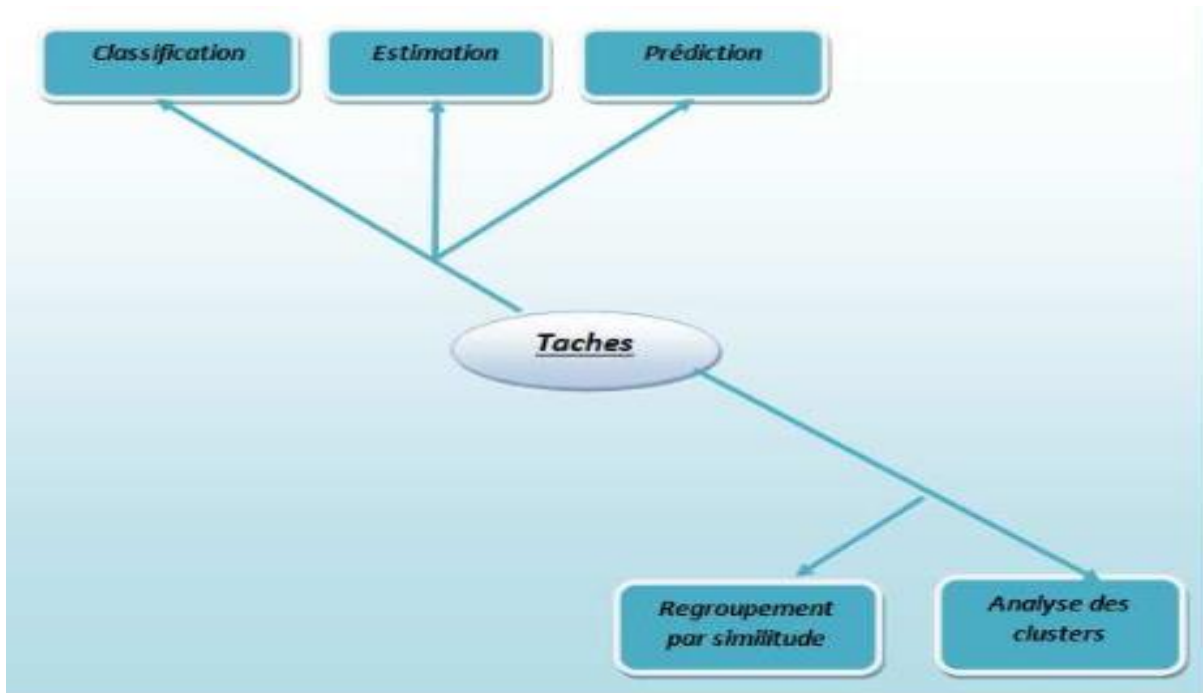 Classification
Estimation
Prédiction
Taches
Regroupement
par similitude
Analyse des
clusters